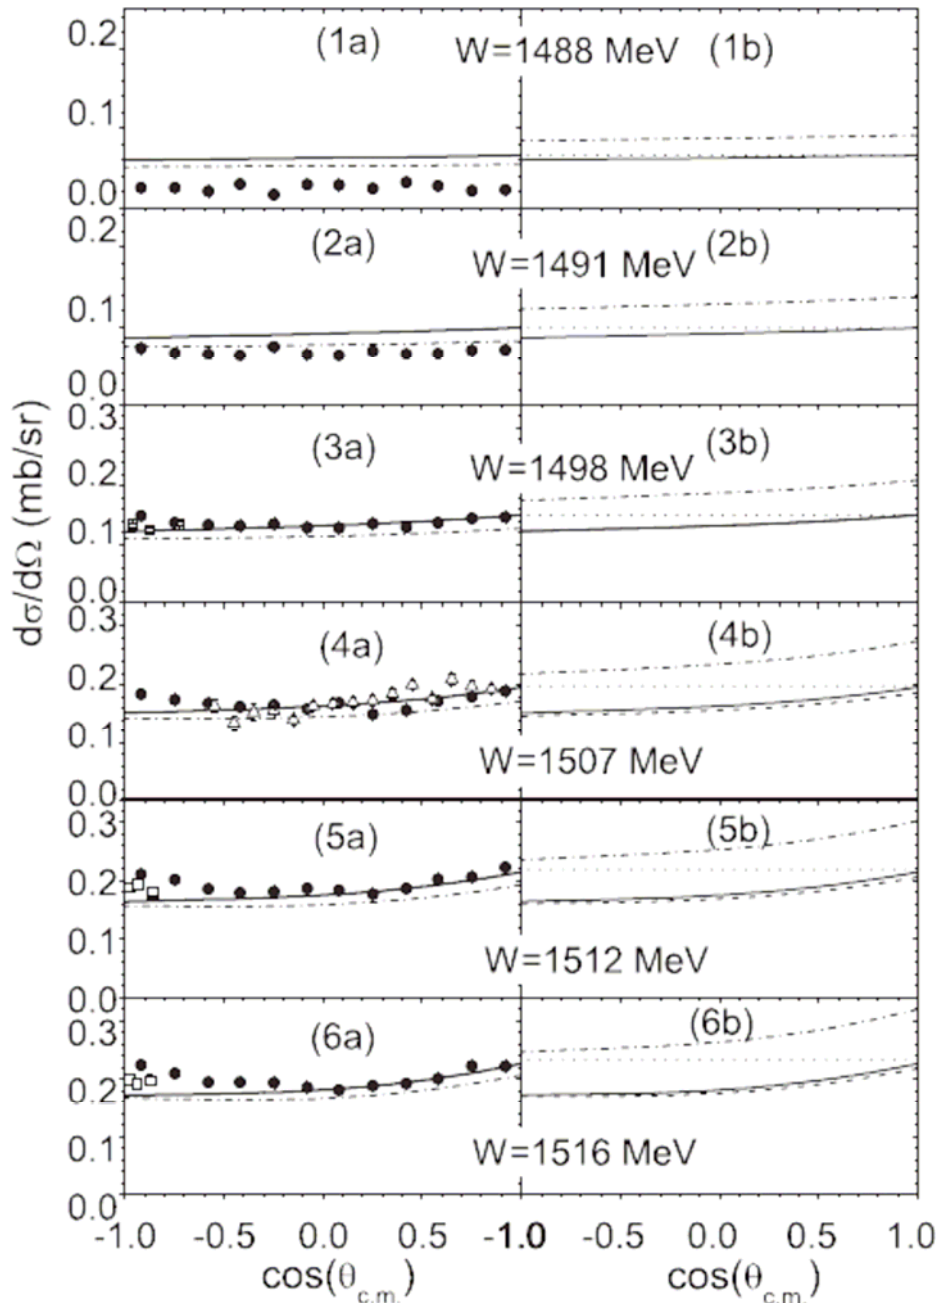 0.2
(1a) W=1488 MeV (1b)
0.1
0.0
0.2
(2a) W=1491 MeV (2b)
0.1
0.0
0.3
(3a) W=1498 MeV (3b)
0.2
0.1
0.0
0.3
(4a) (4b)
0.2
0.1
W=1507 MeV
0.0
0.3
(5a) (5b)
0.2
0.1
W=1512 MeV
0.0
0.3
(6a) (6b)
0.2
0.1
W=1516 MeV
0.0
-1.0 -0.5 0.0 0.5 -1.0 -0.5 0.0 0.5 1.0
cos(θc.m.) cos(θc.m.)
dσ/dΩ (mb/sr)